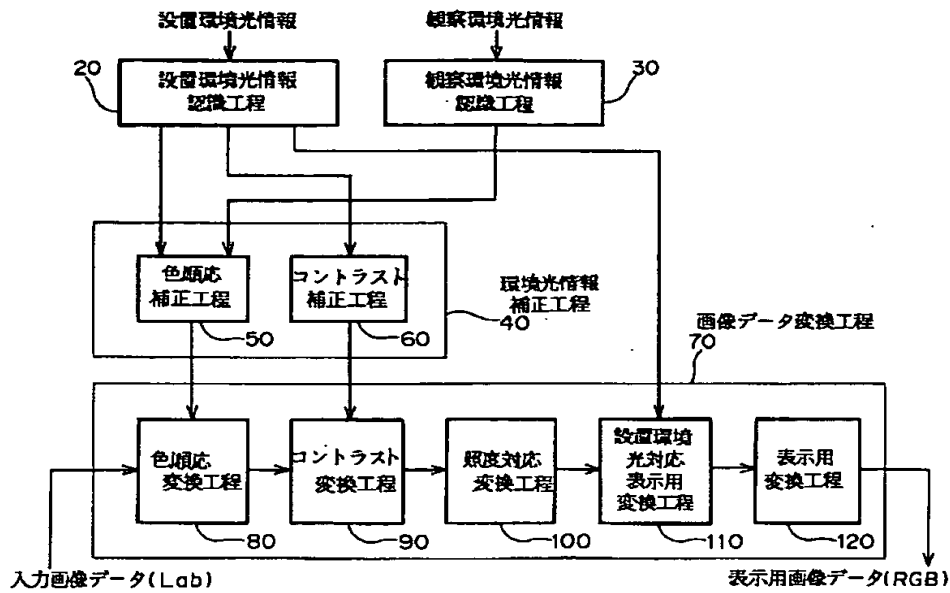 設置環境光情報
観察環境光情報
20
設置環境光情報
認識工程
観察環境光情報
認識工程
30
色順応
補正工程
コントラスト
補正工程
環境光情報
補正工程
40
50
60
画像データ変換工程
70
色順応
変換工程
コントラスト
変換工程
照度対応
変換工程
設置環境
光対応
表示用
変換工程
表示用
変換工程
80
90
100
110
120
入力画像データ(Lab)
表示用画像データ(RGB)